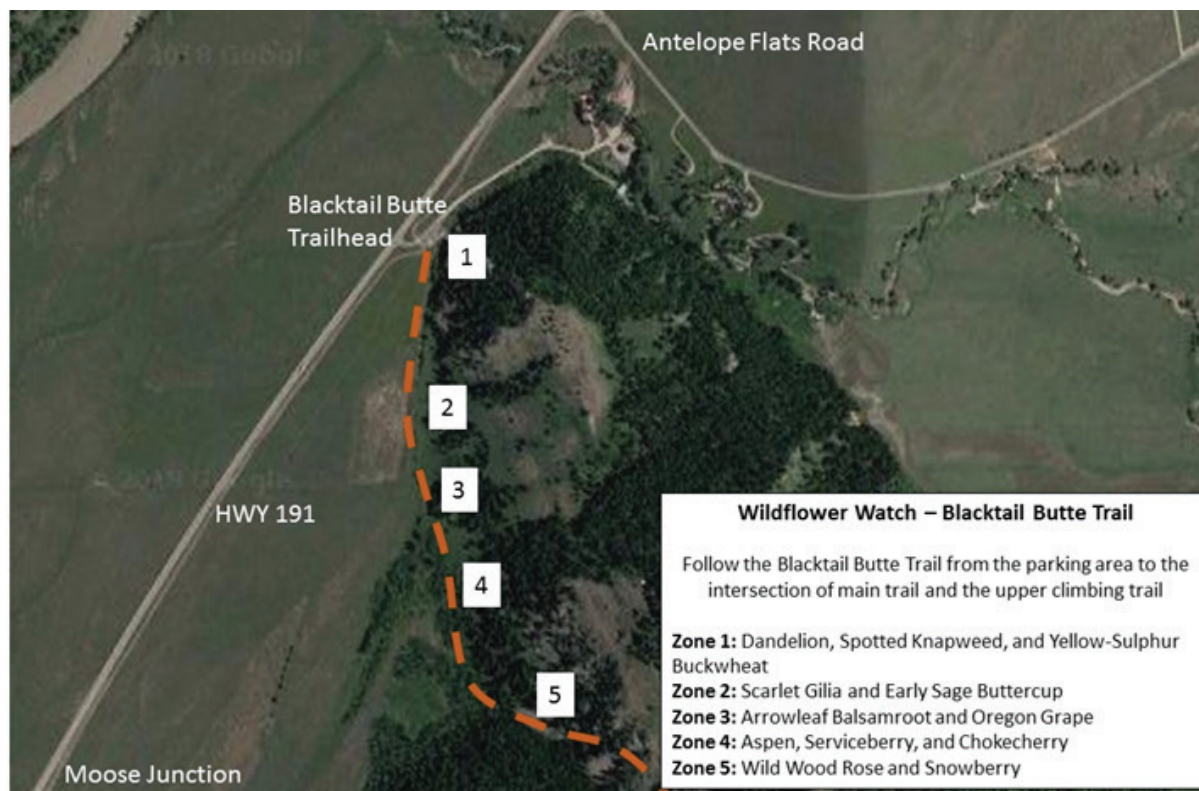 © 2018 Google
Antelope Flats Road
Blacktail Butte
Trailhead
1
2
© 2018 Google
3
HWY 191
4
5
Moose Junction
Wildflower Watch – Blacktail Butte Trail
Follow the Blacktail Butte Trail from the parking area to the
intersection of main trail and the upper climbing trail
Zone 1: Dandelion, Spotted Knapweed, and Yellow-Sulphur
Buckwheat
Zone 2: Scarlet Gilia and Early Sage Buttercup
Zone 3: Arrowleaf Balsamroot and Oregon Grape
Zone 4: Aspen, Serviceberry, and Chokecherry
Zone 5: Wild Wood Rose and Snowberry